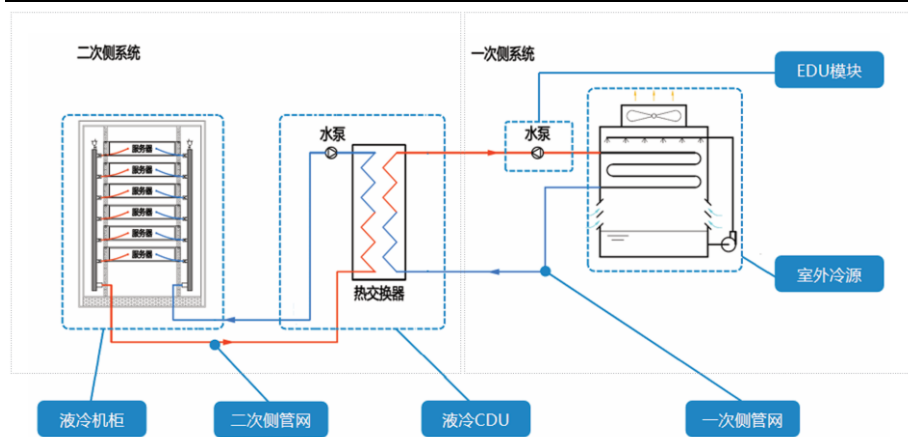 二次侧系统
一次侧系统
EDU模块
水泵
水泵
服务器
服务器
服务器
服务器
服务器
服务器
热交换器
室外冷源
液冷机柜
二次侧管网
液冷CDU
一次侧管网